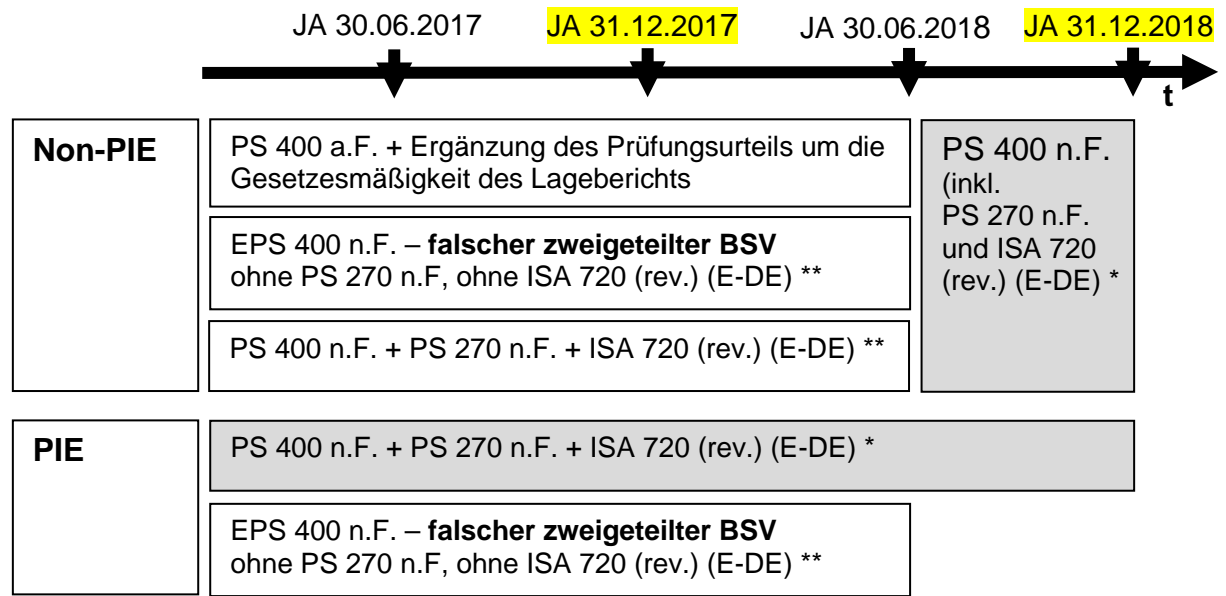 JA 30.06.2017 JA 31.12.2017 JA 30.06.2018 JA 31.12.2018
t
Non-PIE
PS 400 a.F. + Ergänzung des Prüfungsurteils um die
Gesetzesmäßigkeit des Lageberichts
EPS 400 n.F. – falscher zweigeteilter BSV
ohne PS 270 n.F, ohne ISA 720 (rev.) (E-DE) **
PS 400 n.F. + PS 270 n.F. + ISA 720 (rev.) (E-DE) **
PS 400 n.F.
(inkl.
PS 270 n.F.
und ISA 720
(rev.) (E-DE) *
PIE
PS 400 n.F. + PS 270 n.F. + ISA 720 (rev.) (E-DE) *
EPS 400 n.F. – falscher zweigeteilter BSV
ohne PS 270 n.F, ohne ISA 720 (rev.) (E-DE) **